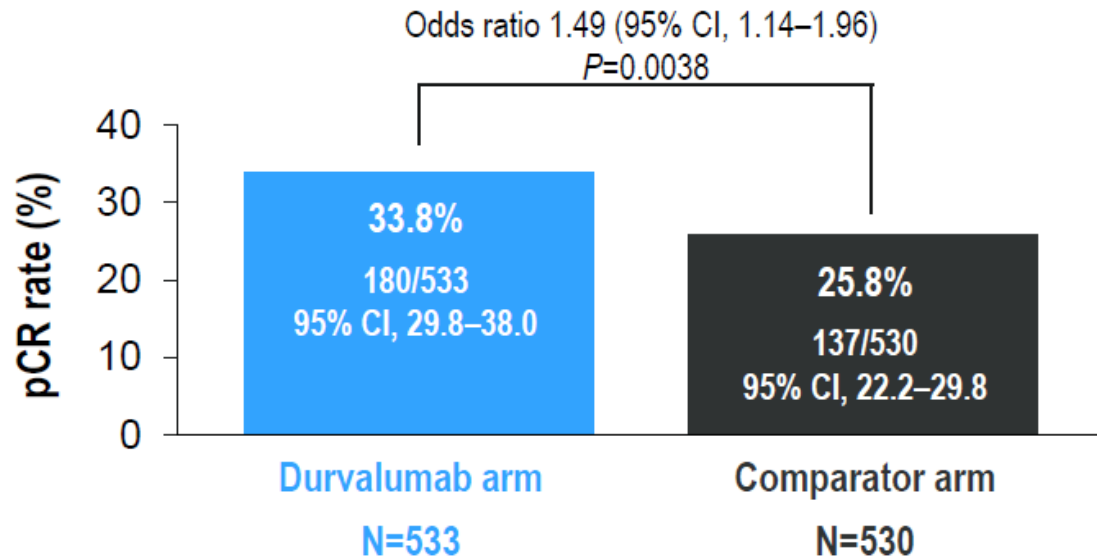 Odds ratio 1.49 (95% CI, 1.14–1.96)
P=0.0038
pCR rate (%)
40
30
20
10
0
33.8%
180/533
95% CI, 29.8–38.0
25.8%
137/530
95% CI, 22.2–29.8
Durvalumab arm
N=533
Comparator arm
N=530